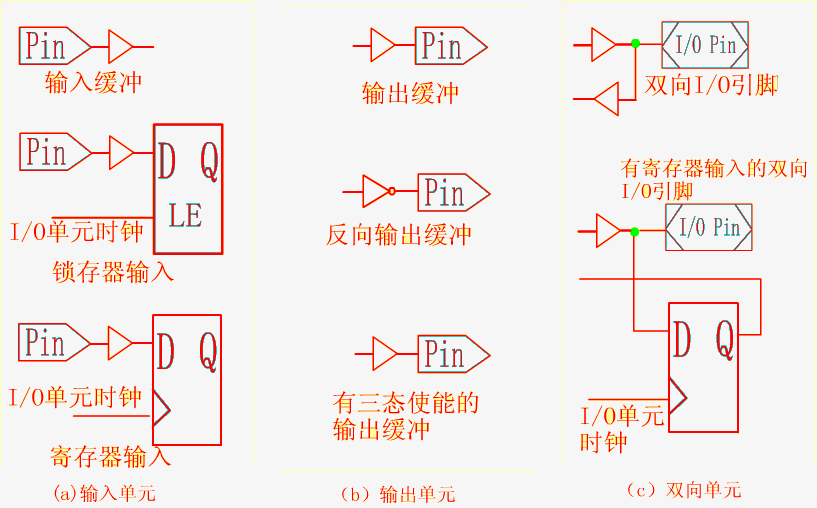 Pin
输入缓冲
Pin
D Q
LE
I/O单元时钟
锁存器输入
Pin
D Q
I/O单元时钟
寄存器输入
(a)输入单元
Pin
输出缓冲
Pin
反向输出缓冲
Pin
有三态使能的
输出缓冲
（b）输出单元
I/O Pin
双向I/O引脚
有寄存器输入的双向
I/O引脚
I/O Pin
D Q
I/O单元
时钟
（c）双向单元